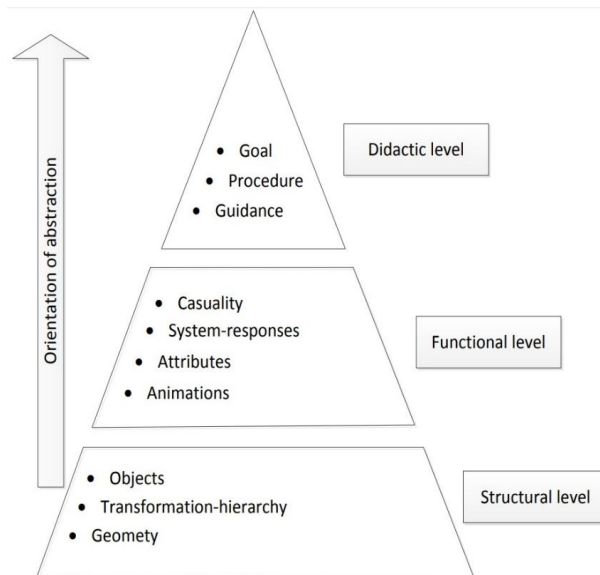 Orientation of abstraction
• Goal
• Procedure
• Guidance
Didactic level
• Casuality
• System-responses
• Attributes
• Animations
Functional level
• Objects
• Transformation-hierarchy
• Geomety
Structural level